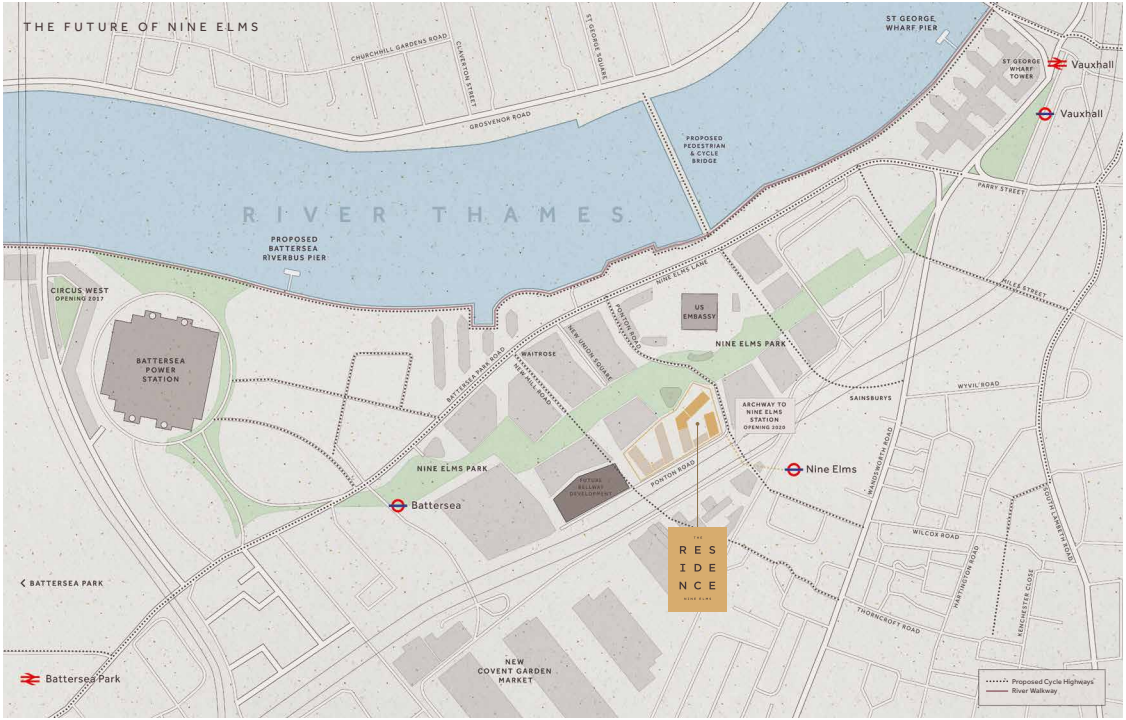 THE FUTURE OF NINE ELMS
CHURCHHILL GARDENS ROAD
CLAVERTON STREET
ST GEORGE SQUARE
GROSVENOR ROAD
ST GEORGE
WHARF PIER
ST GEORGE
WHARF
TOWER
Vauxhall
Vauxhall
PROPOSED
PEDESTRIAN
& CYCLE
BRIDGE
PARRY STREET
RIVER THAMES
PROPOSED
BATTERSEA
RIVERBUS PIER
CIRCUS WEST
OPENING 2017
BATTERSEA
POWER
STATION
NINE ELMS LANE
MILES STREET
US
EMBASSY
PONTON ROAD
NEW UNION SQUARE
NINE ELMS PARK
WAITROSE
BATTERSEA PARK ROAD
NEW MILL ROAD
WYVIL ROAD
SAINSBURYS
ARCHWAY TO
NINE ELMS
STATION
OPENING 2020
WANDSWORTH ROAD
NINE ELMS PARK
PONTON ROAD
Nine Elms
FUTURE
BELLWAY
DEVELOPMENT
Battersea
SOUTH LAMBETH ROAD
WILCOX ROAD
HARTINGTON ROAD
KENCHESTER CLOSE
THE
RES
IDE
NCE
NINE ELMS
THORNCROFT ROAD
BATTERSEA PARK
Battersea Park
NEW
COVENT GARDEN
MARKET
Proposed Cycle Highways
River Walkway